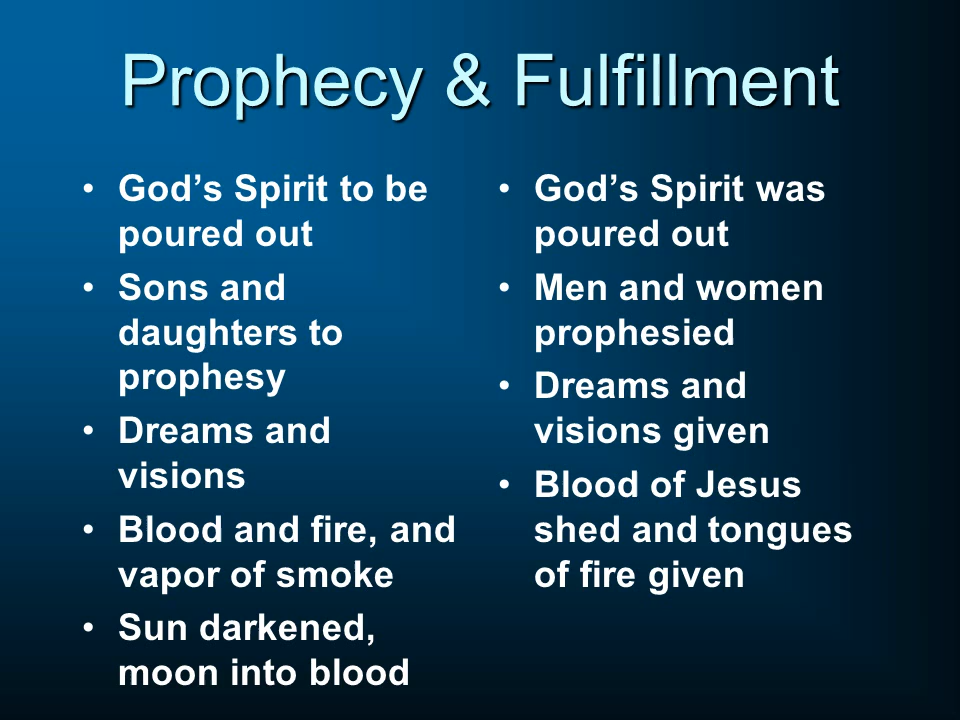 Prophecy & Fulfillment
• God’s Spirit to be
poured out
• Sons and
daughters to
prophesy
• Dreams and
visions
• Blood and fire, and
vapor of smoke
• Sun darkened,
moon into blood
• God’s Spirit was
poured out
• Men and women
prophesied
• Dreams and
visions given
• Blood of Jesus
shed and tongues
of fire given